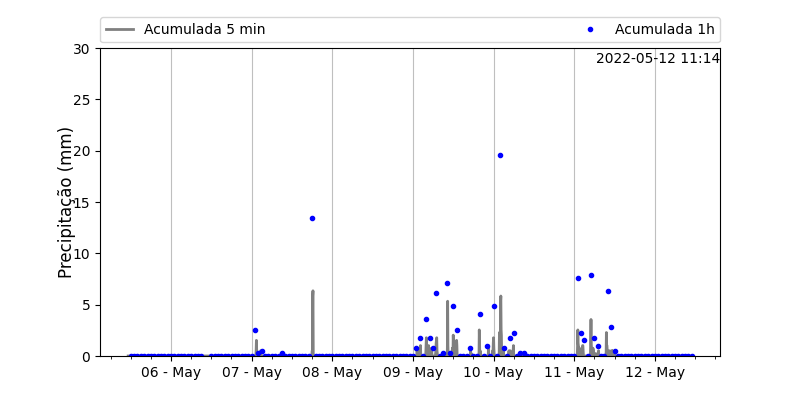 Acumulada 5 min
Acumulada 1h
2022-05-12 11:14
Precipitação (mm)
30
25
20
15
10
5
0
06 - May
07 - May
08 - May
09 - May
10 - May
11 - May
12 - May